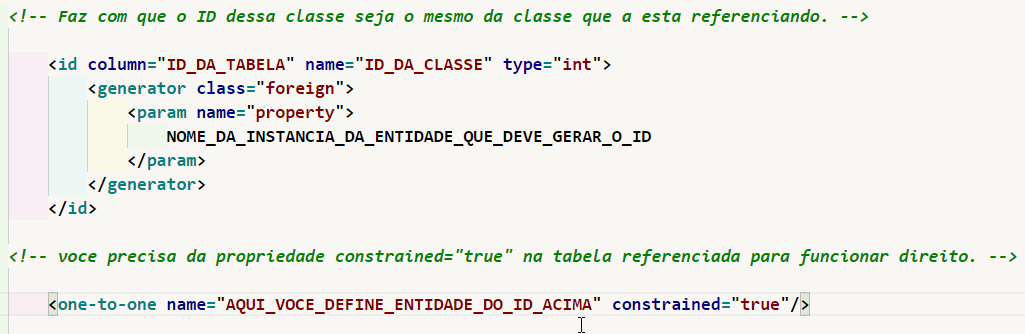 <!-- Faz com que o ID dessa classe seja o mesmo da classe que a esta referenciando. -->
<id column="ID_DA_TABELA" name="ID_DA_CLASSE" type="int">
<generator class="foreign">
<param name="property">
NOME_DA_INSTANCIA_DA_ENTIDADE_QUE_DEVE_GERAR_O_ID
</param>
</generator>
</id>
<!-- voce precisa da propriedade constrained="true" na tabela referenciada para funcionar direito. -->
<one-to-one name="AQUI_VOCE_DEFINE_ENTIDADE_DO_ID_ACIMA" constrained="true"/>